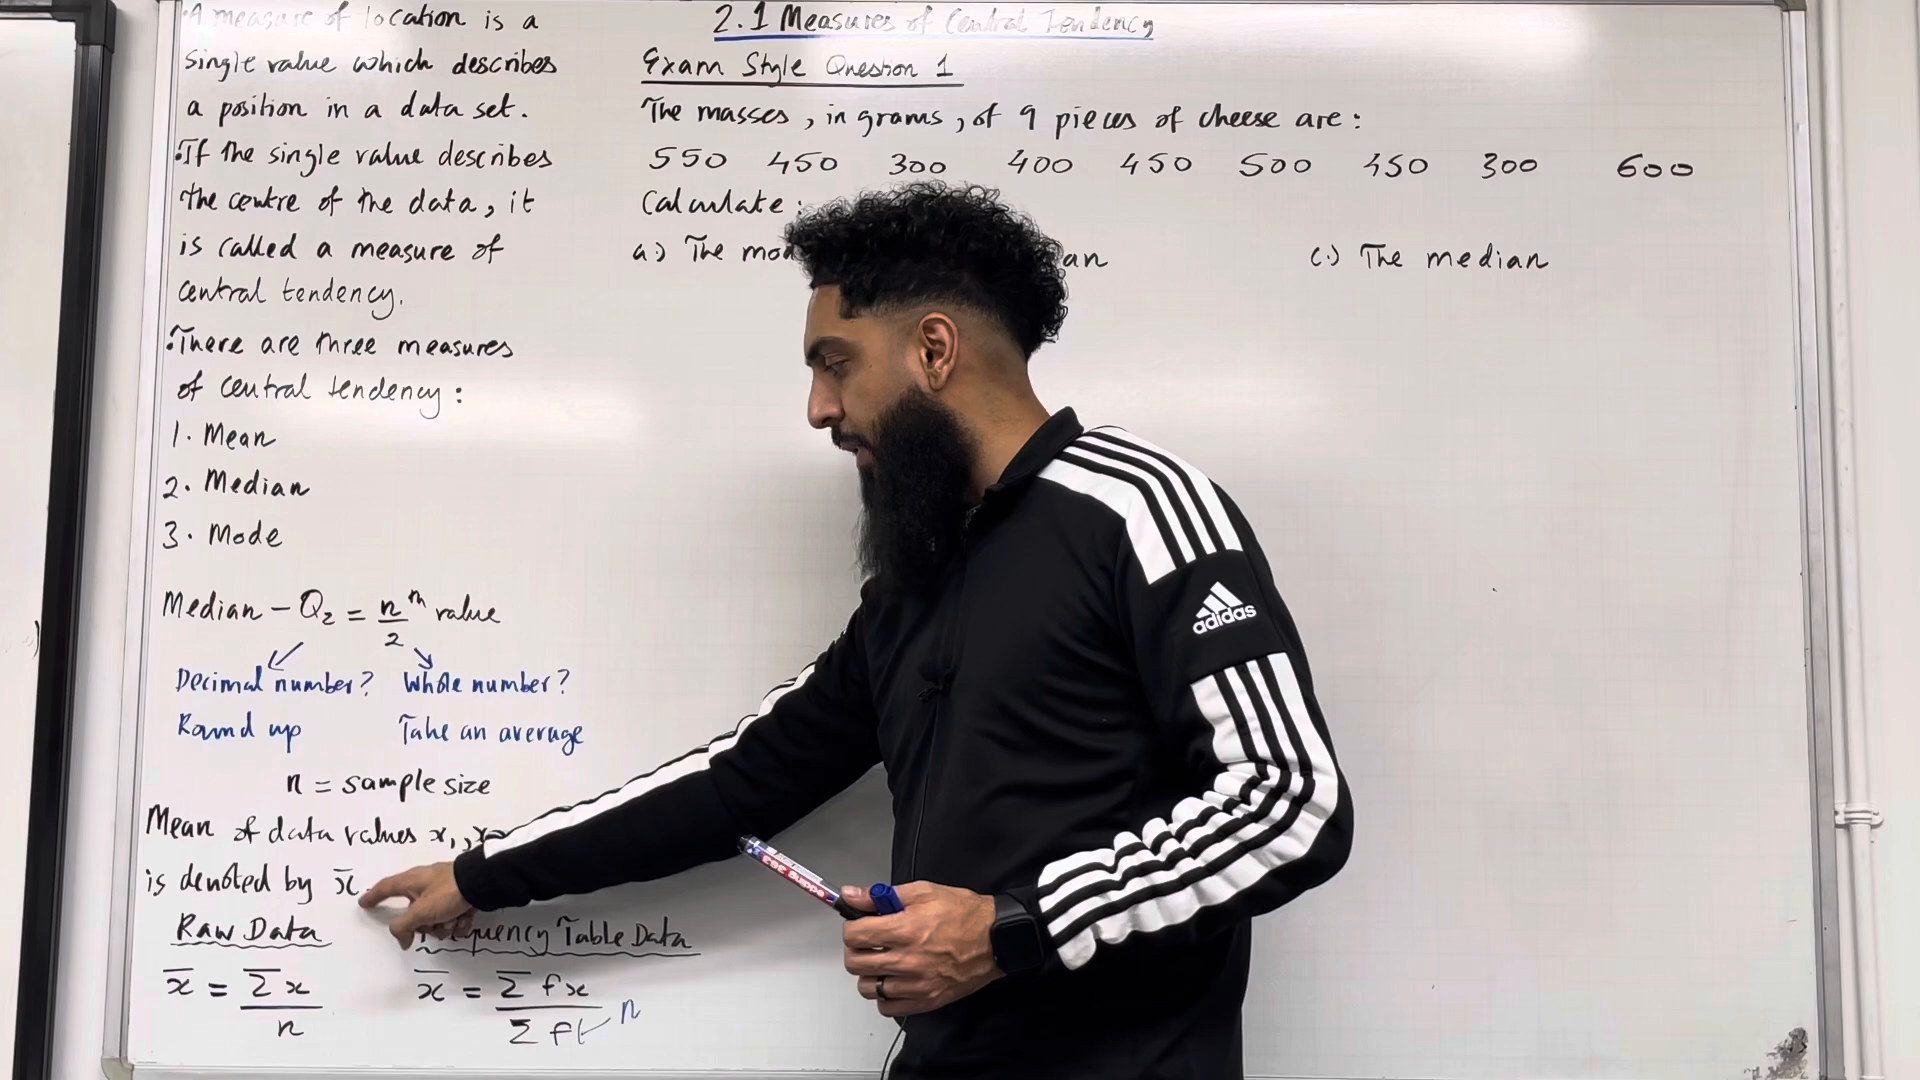 2.1 Measures of Central Tendency
• A measure of location is a
single value which describes
a position in a data set.
• If the single value describes
the centre of the data, it
is called a measure of
central tendency.
• There are three measures
of central tendency:
1. Mean
2. Median
3. Mode
Median - Q₂ = n/2 th value
Decimal number? Whole number?
Round up Take an average
n = sample size
Mean of data values x₁,
is denoted by x̄.
Raw Data
x̄ = Σx/n
Table Data
x̄ = Σfx/Σf n
Exam Style Question 1
The masses, in grams, of 9 pieces of cheese are:
550 450 300 400 450 500 450 300 600
Calculate:
a.) The
c.) The median
adidas
edding 363